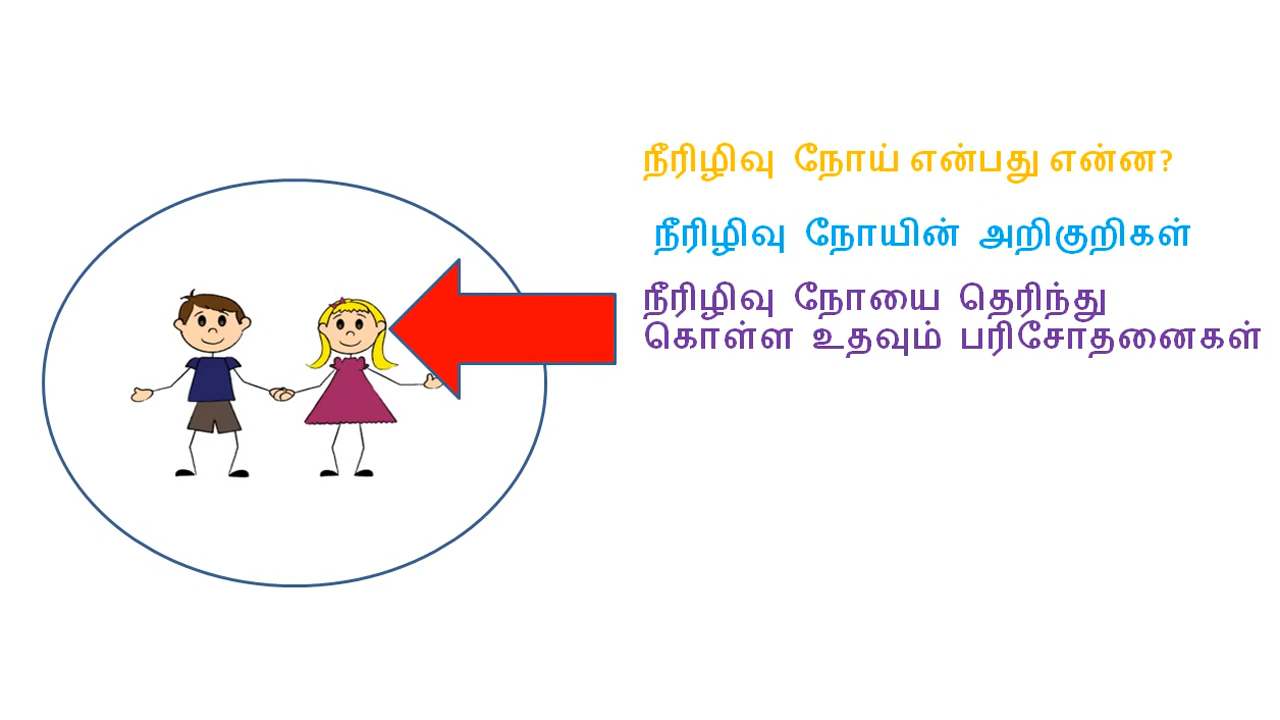 நீரிழிவு நோய் என்பது என்ன?
நீரிழிவு நோயின் அறிகுறிகள்
நீரிழிவு நோயை தெரிந்து
கொள்ள உதவும் பரிசோதனைகள்